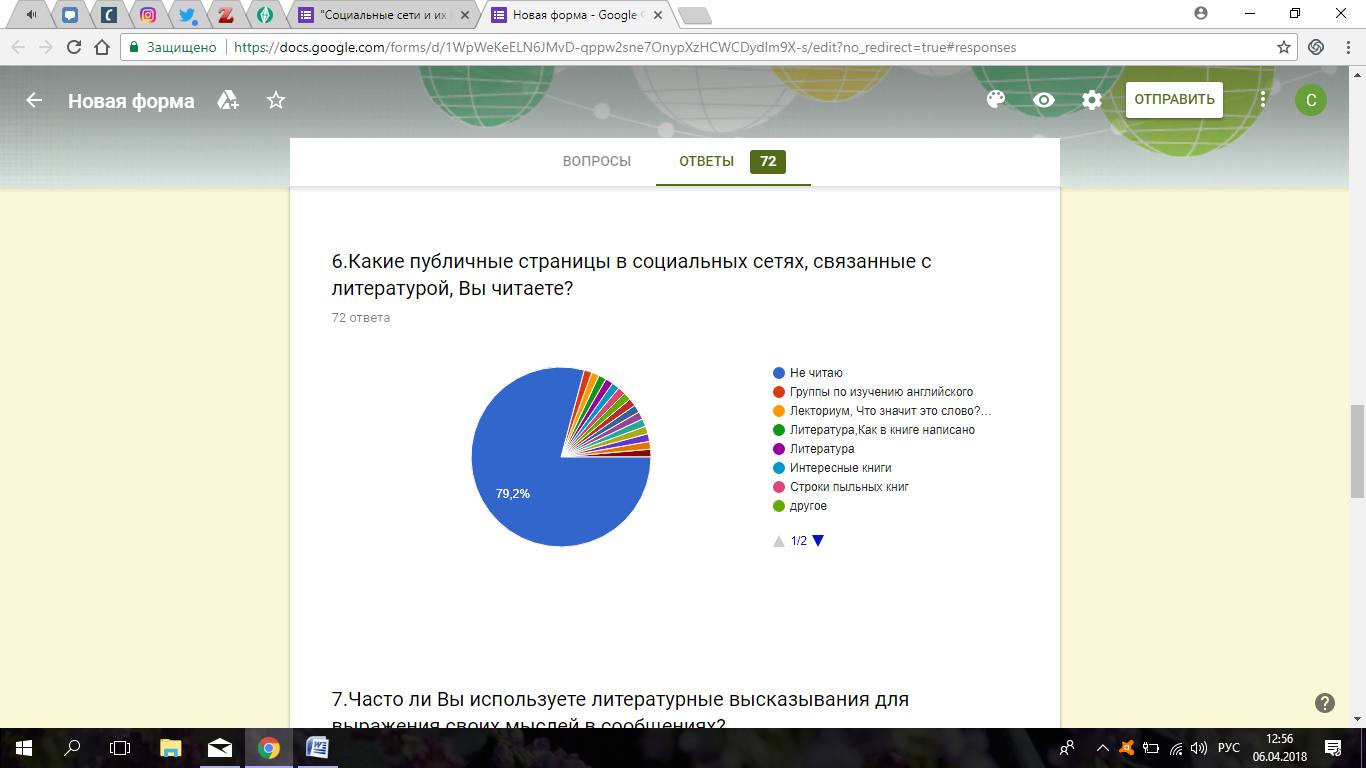 "Социальные сети и их
Новая форма - Google
Защищено
https://docs.google.com/forms/d/1WpWeKeELN6JMvD-qppw2sne7OnypXzHCWCDydlm9X-s/edit?no_redirect=true#responses
Новая форма
ОТПРАВИТЬ
С
ВОПРОСЫ
ОТВЕТЫ 72
6.Какие публичные страницы в социальных сетях, связанные с
литературой, Вы читаете?
72 ответа
79,2%
Не читаю
Группы по изучению английского
Лекториум, Что значит это слово?…
Литература,Как в книге написано
Литература
Интересные книги
Строки пыльных книг
другое
1/2
7.Часто ли Вы используете литературные высказывания для
выражения своих мыслей в сообщениях?
РУС
12:56
06.04.2018